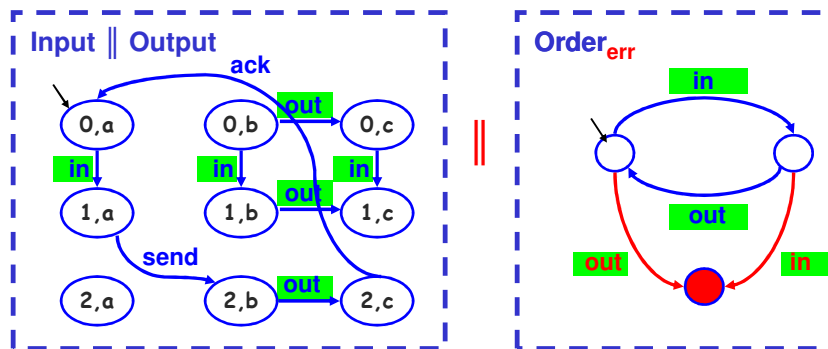 Input || Output
ack
out
0,a
0,b
0,c
in
in
in
out
1,a
1,b
1,c
send
out
2,a
2,b
2,c
||
Order_err
in
out
out
in